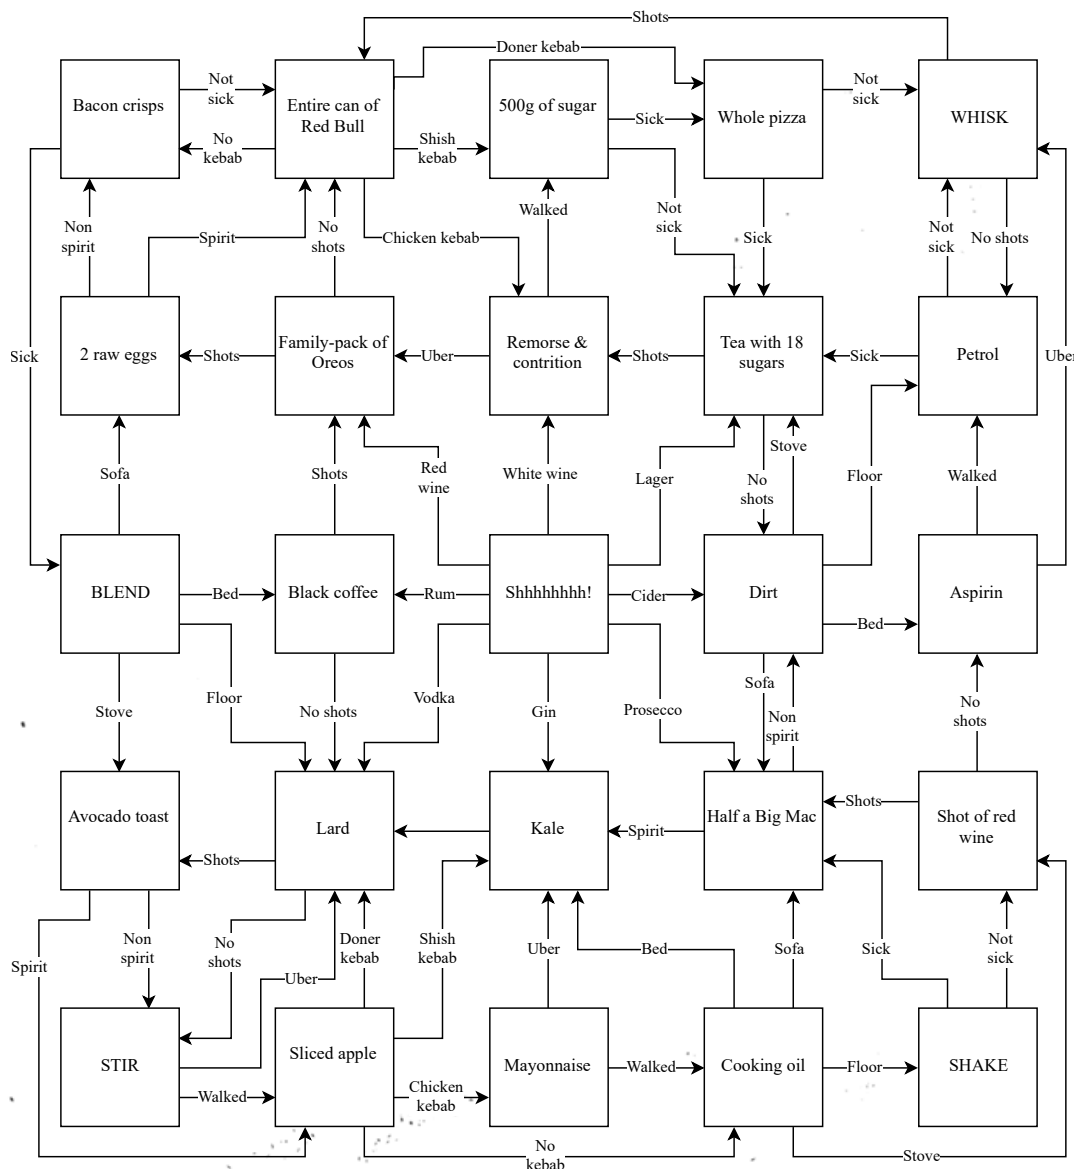 Shots
Doner kebab
Bacon crisps
Not
sick
Entire can of
Red Bull
500g of sugar
Sick
Whole pizza
Not
sick
WHISK
No
kebab
Shish
kebab
Non
spirit
Spirit
No
shots
Chicken kebab
Walked
Not
sick
Sick
Not
sick
No shots
Sick
2 raw eggs
Shots
Family-pack of
Oreos
Uber
Remorse &
contrition
Shots
Tea with 18
sugars
Sick
Petrol
Uber
Sofa
Shots
Red
wine
White wine
Lager
No
shots
Stove
Floor
Walked
BLEND
Bed
Black coffee
Rum
Shhhhhhhh!
Cider
Dirt
Bed
Aspirin
Stove
Floor
No shots
Vodka
Gin
Prosecco
Sofa
Non
spirit
No
shots
Avocado toast
Shots
Lard
Kale
Spirit
Half a Big Mac
Shots
Shot of red
wine
Spirit
Non
spirit
No
shots
Uber
Doner
kebab
Shish
kebab
Uber
Bed
Sofa
Sick
Not
sick
STIR
Walked
Sliced apple
Chicken
kebab
Mayonnaise
Walked
Cooking oil
Floor
SHAKE
No
kebab
Stove